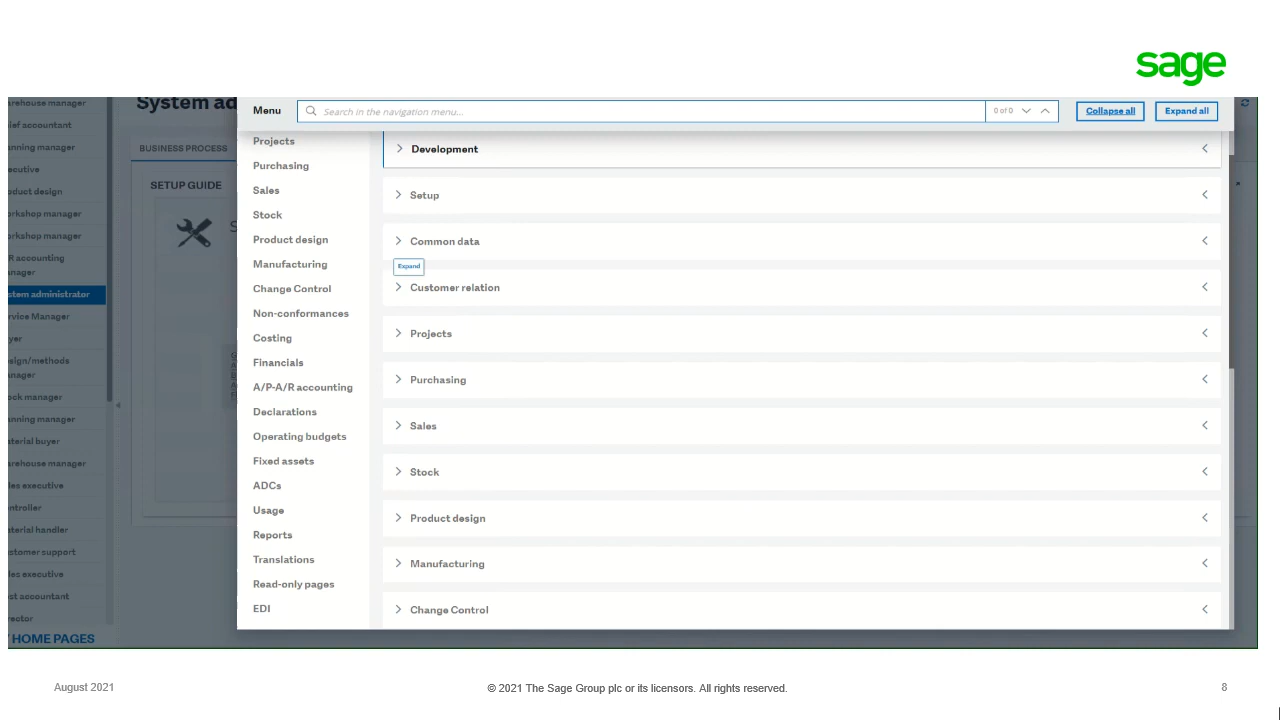 sage
System ad
Menu
Search in the navigation menu...
0 of 0
Collapse all
Expand all
arehouse manager
ief accountant
anning manager
ecutive
oduct design
orkshop manager
orkshop manager
R accounting
anager
stem administrator
rvice Manager
yer
sign/methods
anager
ock manager
anning manager
aterial buyer
arehouse manager
les executive
ntroller
aterial handler
stomer support
les executive
st accountant
rector
HOME PAGES
BUSINESS PROCESS
SETUP GUIDE
S
Projects
Purchasing
Sales
Stock
Product design
Manufacturing
Change Control
Non-conformances
Costing
Financials
A/P-A/R accounting
Declarations
Operating budgets
Fixed assets
ADCs
Usage
Reports
Translations
Read-only pages
EDI
Development
Setup
Common data
Expand
Customer relation
Projects
Purchasing
Sales
Stock
Product design
Manufacturing
Change Control
August 2021
© 2021 The Sage Group plc or its licensors. All rights reserved.
8